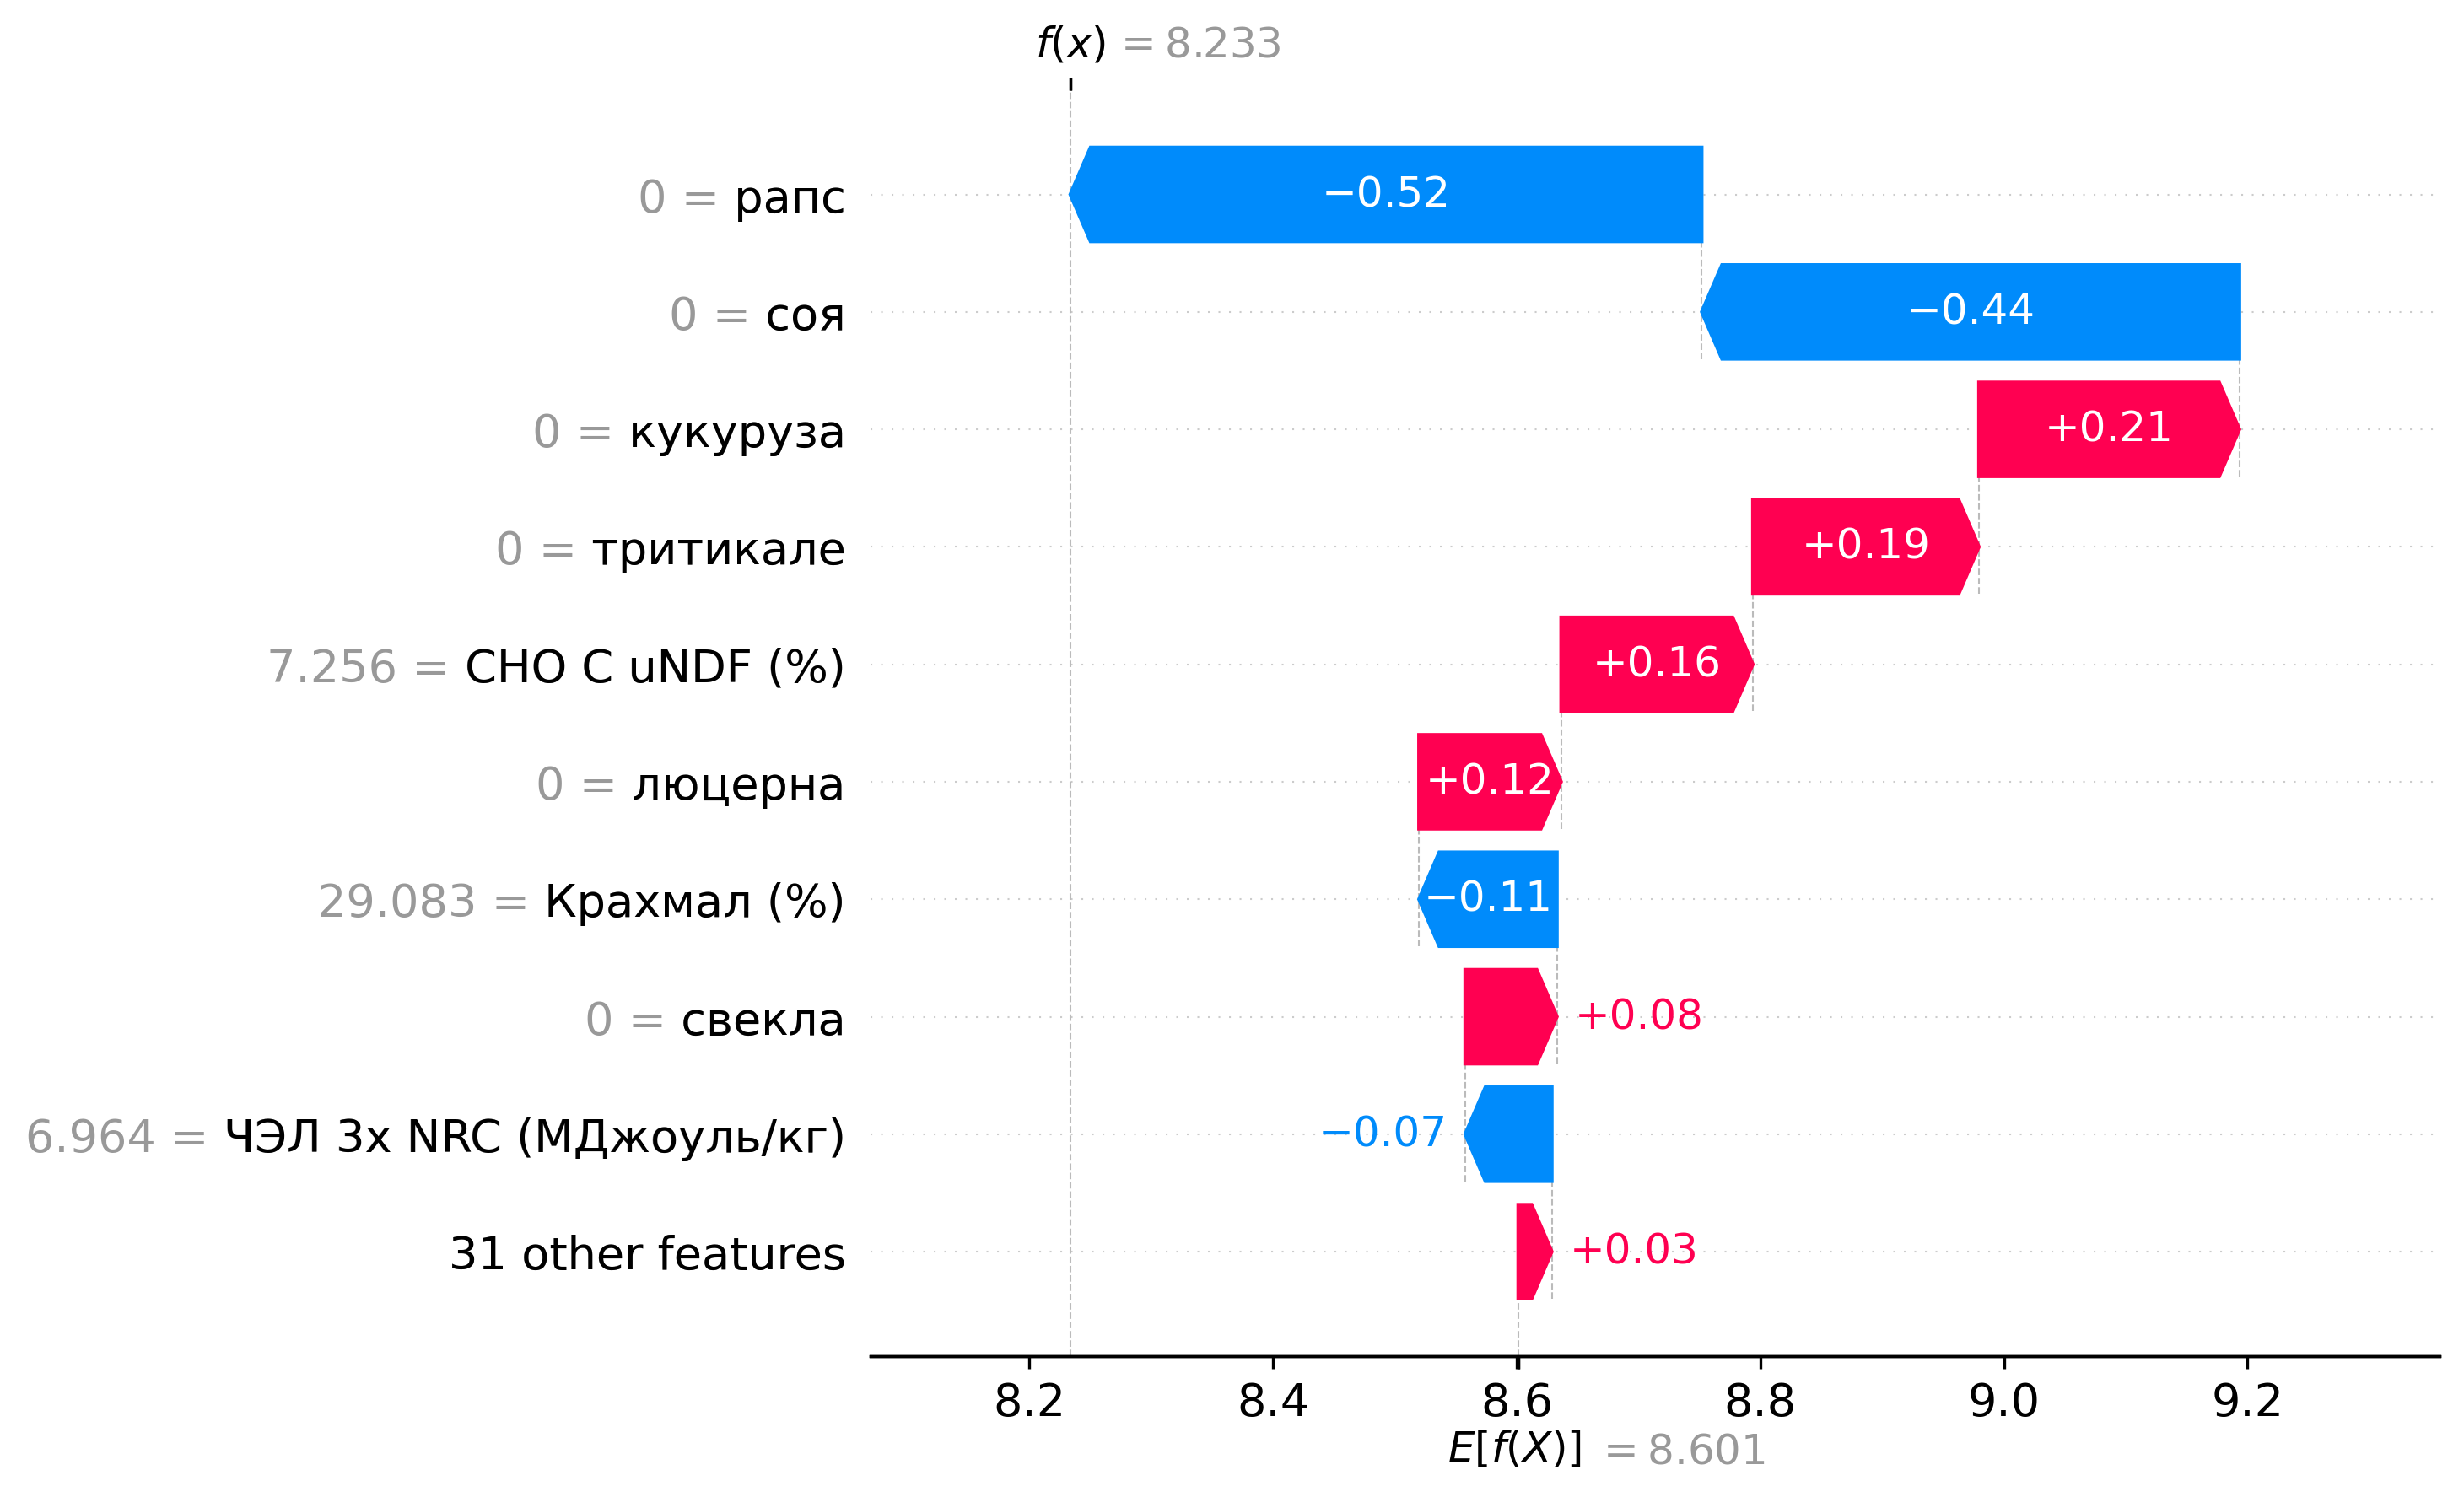 f(x) = 8.233
0 = рапс −0.52
0 = соя −0.44
0 = кукуруза +0.21
0 = тритикале +0.19
7.256 = CHO C uNDF (%) +0.16
0 = люцерна +0.12
29.083 = Крахмал (%) −0.11
0 = свекла +0.08
6.964 = ЧЭЛ 3x NRC (МДжоуль/кг) −0.07
31 other features +0.03
8.2 8.4 8.6 8.8 9.0 9.2
E[f(X)] = 8.601